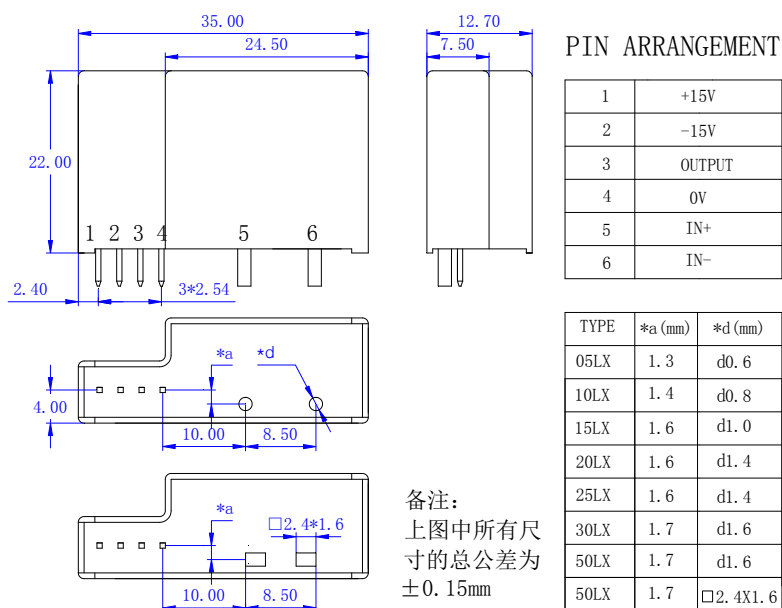 35.00
24.50
12.70
7.50
22.00
1 2 3 4 5 6
2.40
3*2.54
PIN ARRANGEMENT
1 +15V
2 -15V
3 OUTPUT
4 0V
5 IN+
6 IN-
*a *d
4.00
10.00 8.50
*a
□2.4*1.6
10.00 8.50
备注:
上图中所有尺
寸的总公差为
±0.15mm
TYPE *a(mm) *d(mm)
05LX 1.3 d0.6
10LX 1.4 d0.8
15LX 1.6 d1.0
20LX 1.6 d1.4
25LX 1.6 d1.4
30LX 1.7 d1.6
50LX 1.7 d1.6
50LX 1.7 □2.4X1.6